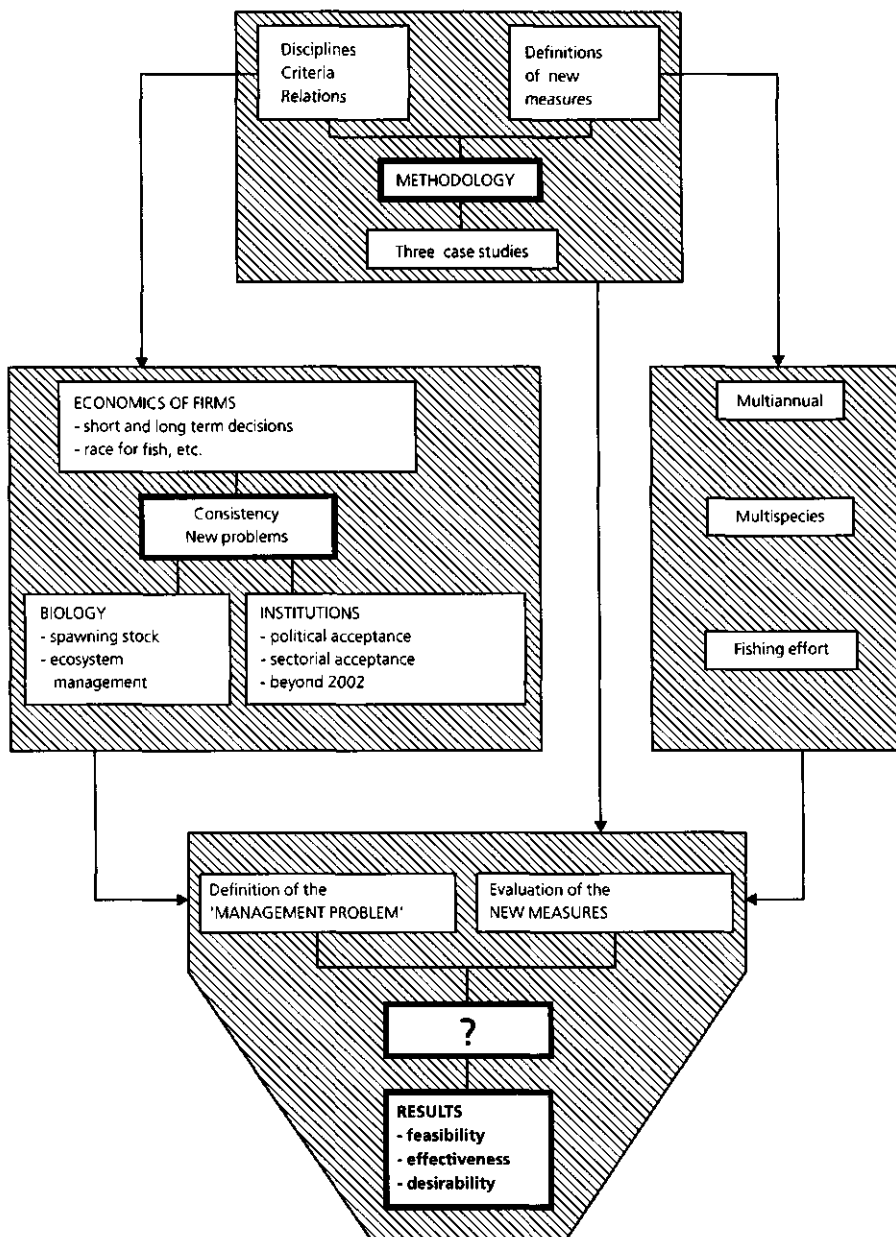 Disciplines
Criteria
Relations
Definitions
of new
measures
METHODOLOGY
Three case studies
ECONOMICS OF FIRMS
- short and long term decisions
- race for fish, etc.
Consistency
New problems
BIOLOGY
- spawning stock
- ecosystem
management
INSTITUTIONS
- political acceptance
- sectorial acceptance
- beyond 2002
Multiannual
Multispecies
Fishing effort
Definition of the
'MANAGEMENT PROBLEM'
Evaluation of the
NEW MEASURES
?
RESULTS
- feasibility
- effectiveness
- desirability